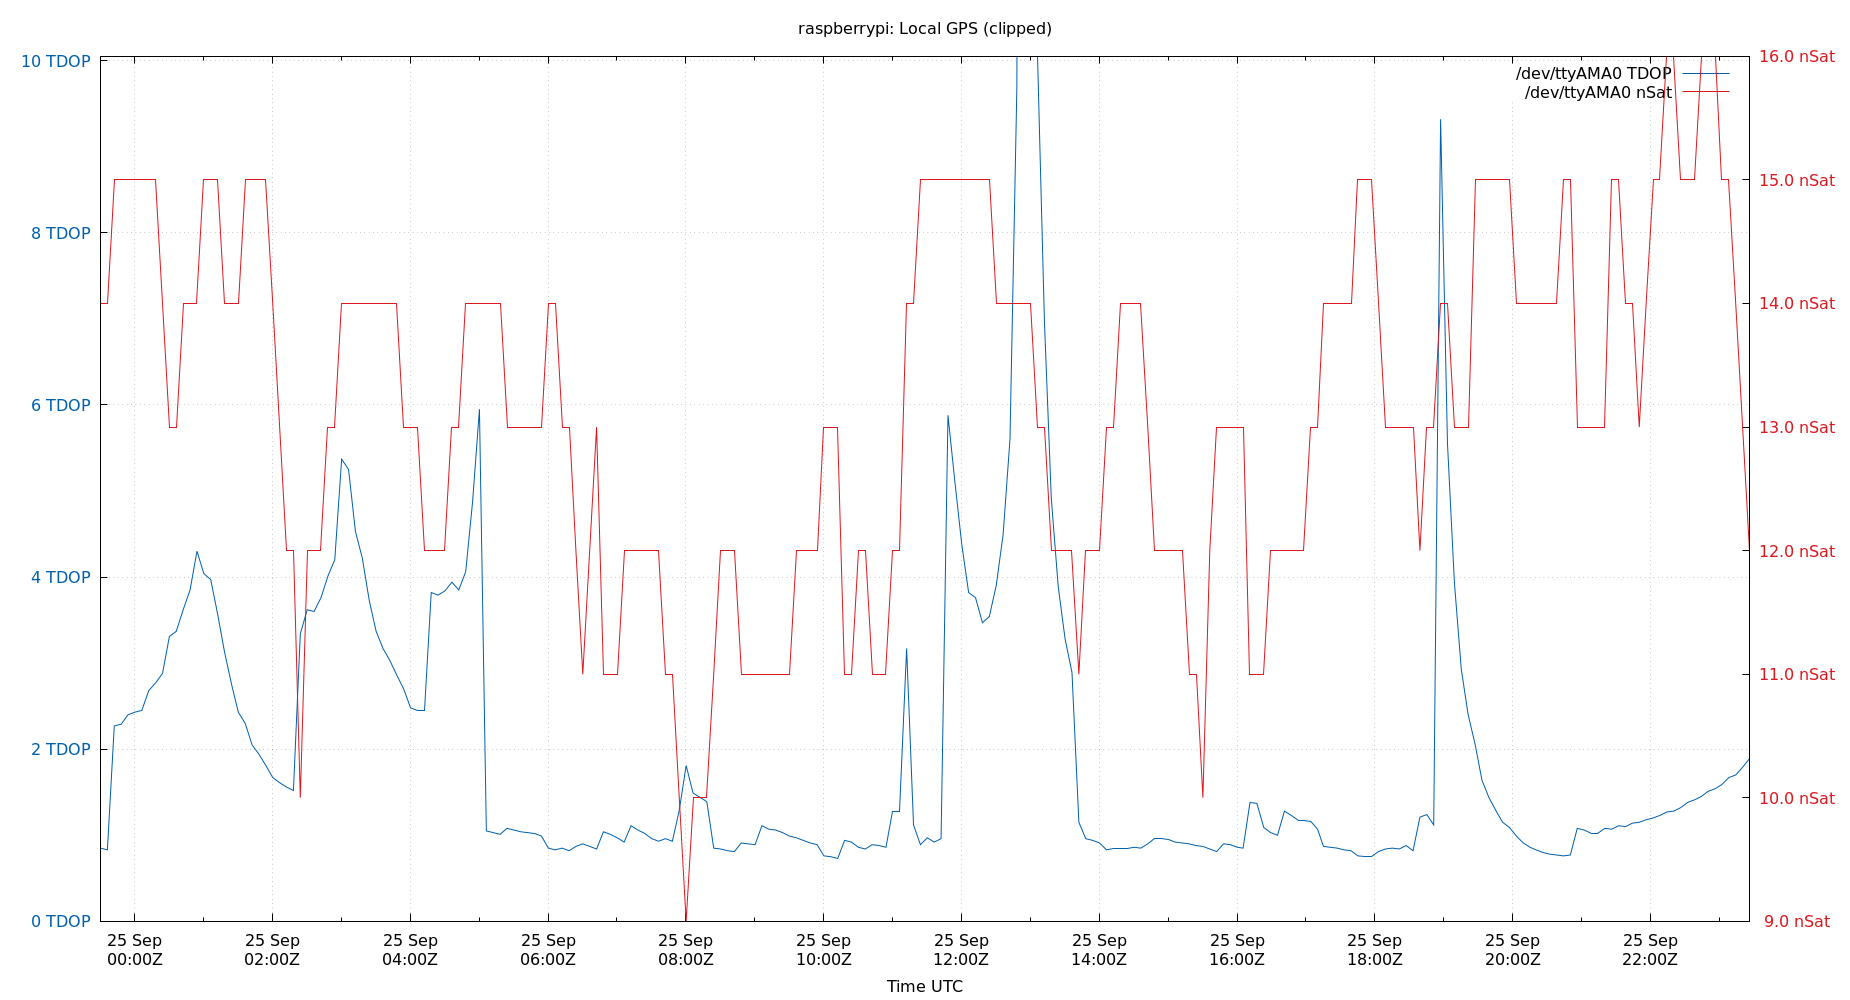 raspberrypi: Local GPS (clipped)
10 TDOP
8 TDOP
6 TDOP
4 TDOP
2 TDOP
0 TDOP
16.0 nSat
15.0 nSat
14.0 nSat
13.0 nSat
12.0 nSat
11.0 nSat
10.0 nSat
9.0 nSat
/dev/ttyAMA0 TDOP
/dev/ttyAMA0 nSat
25 Sep 25 Sep 25 Sep 25 Sep 25 Sep 25 Sep 25 Sep 25 Sep 25 Sep 25 Sep 25 Sep 25 Sep
00:00Z 02:00Z 04:00Z 06:00Z 08:00Z 10:00Z 12:00Z 14:00Z 16:00Z 18:00Z 20:00Z 22:00Z
Time UTC